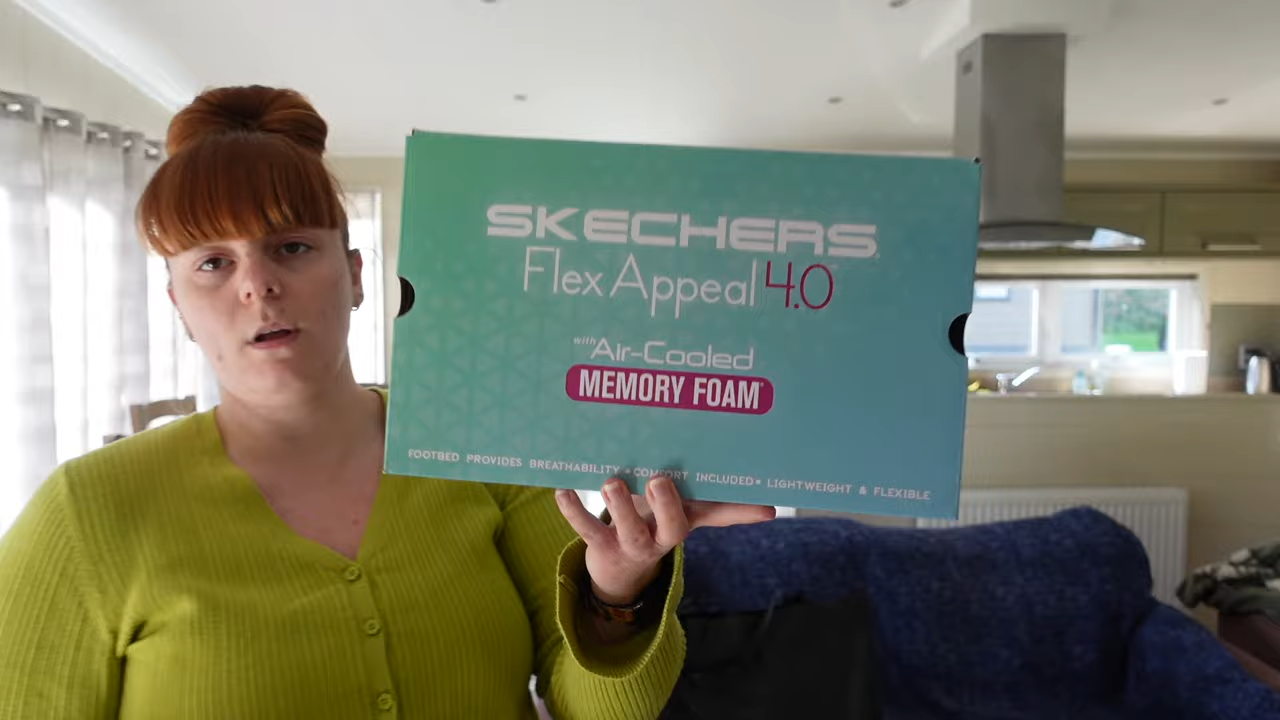 SKECHERS
Flex Appeal 4.0
with Air-Cooled
MEMORY FOAM
FOOTBED PROVIDES BREATHABILITY • COMFORT INCLUDED • LIGHTWEIGHT & FLEXIBLE